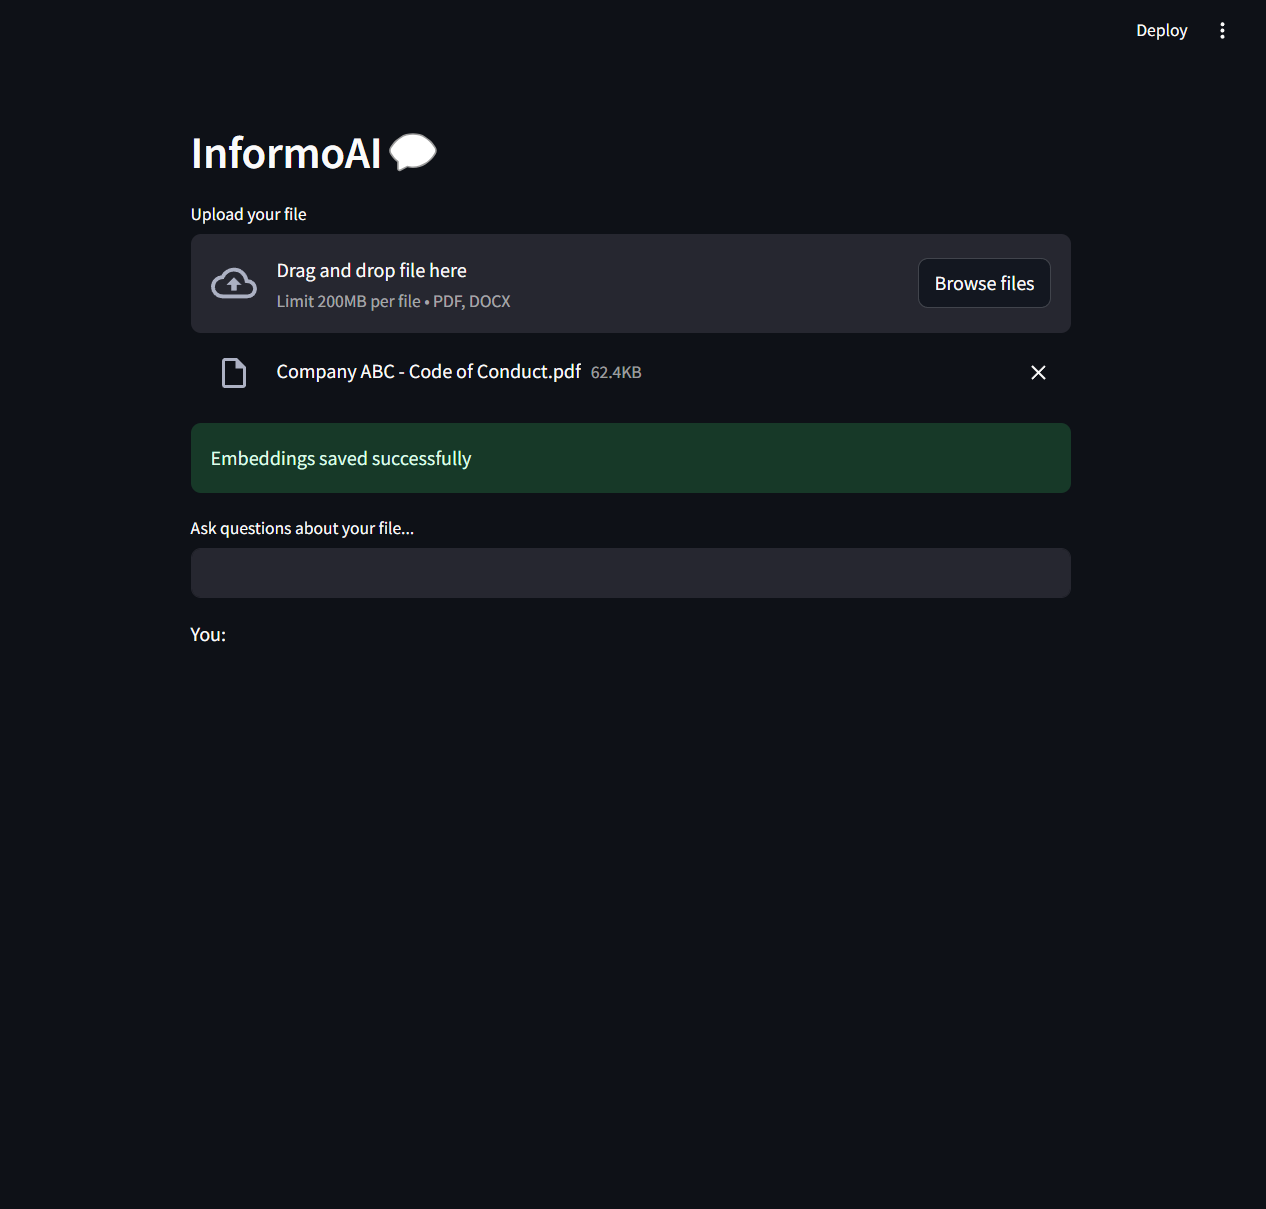 Deploy
InformoAI
Upload your file
Drag and drop file here
Limit 200MB per file • PDF, DOCX
Browse files
Company ABC - Code of Conduct.pdf 62.4KB
Embeddings saved successfully
Ask questions about your file...
You: